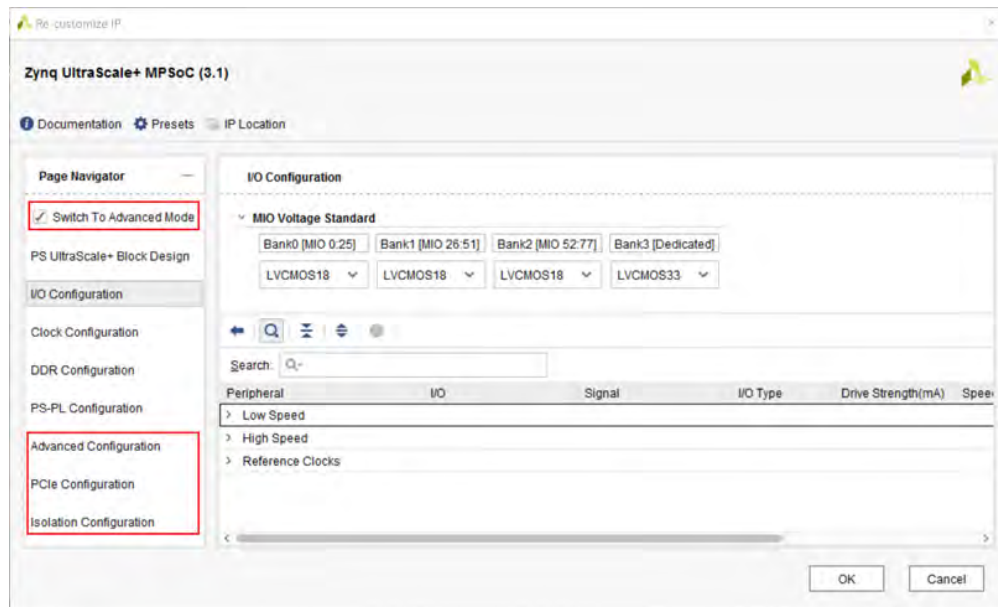 Re-customize IP
Zynq UltraScale+ MPSoC (3.1)
Documentation Presets IP Location
Page Navigator
Switch To Advanced Mode
PS UltraScale+ Block Design
I/O Configuration
Clock Configuration
DDR Configuration
PS-PL Configuration
Advanced Configuration
PCIe Configuration
Isolation Configuration
I/O Configuration
MIO Voltage Standard
Bank0 [MIO 0:25] Bank1 [MIO 26:51] Bank2 [MIO 52:77] Bank3 [Dedicated]
LVCMOS18 LVCMOS18 LVCMOS18 LVCMOS33
Search:
Peripheral I/O Signal I/O Type Drive Strength(mA)
Low Speed
High Speed
Reference Clocks
OK Cancel